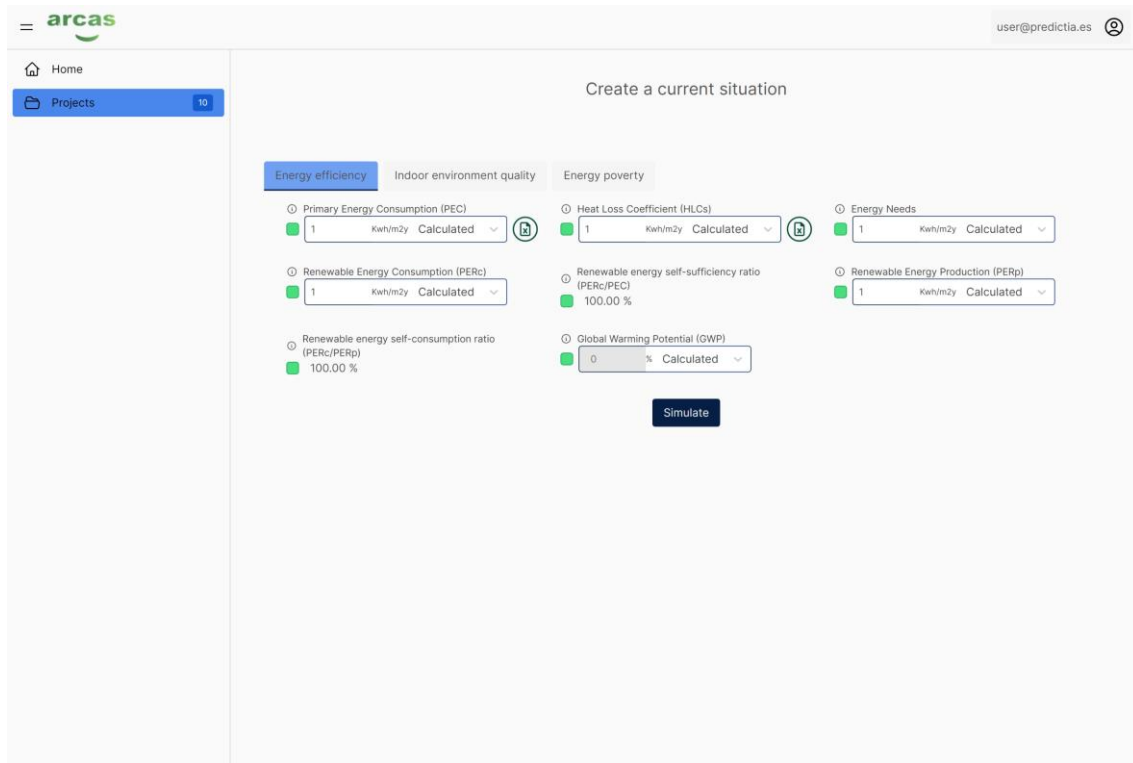 arcas
user@predictia.es
Home
Projects 10
Create a current situation
Energy efficiency Indoor environment quality Energy poverty
Primary Energy Consumption (PEC)
1 Kwh/m2y Calculated
Heat Loss Coefficient (HLCs)
1 Kwh/m2y Calculated
Energy Needs
1 Kwh/m2y Calculated
Renewable Energy Consumption (PERc)
1 Kwh/m2y Calculated
Renewable energy self-sufficiency ratio
(PERc/PEC)
100.00 %
Renewable Energy Production (PERp)
1 Kwh/m2y Calculated
Renewable energy self-consumption ratio
(PERc/PERp)
100.00 %
Global Warming Potential (GWP)
0 % Calculated
Simulate